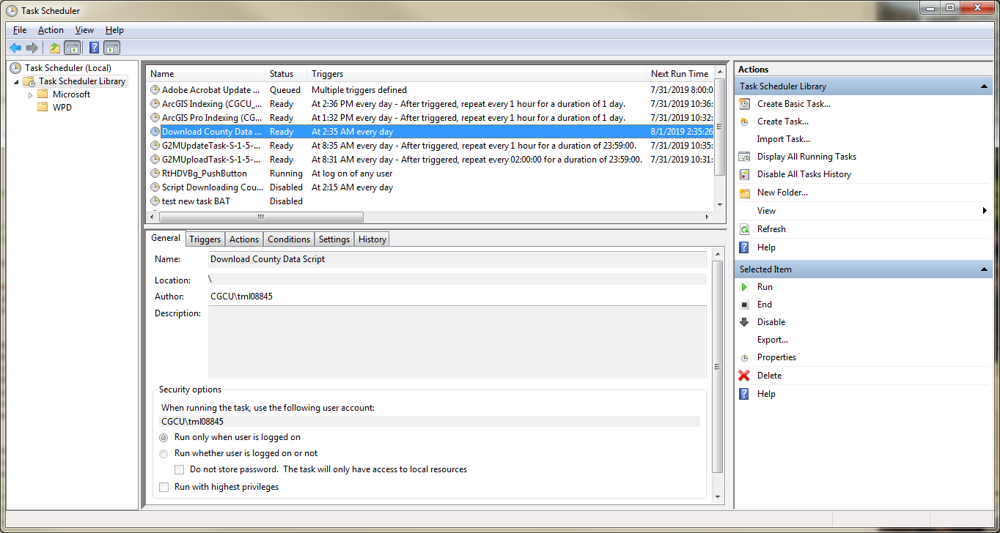 Task Scheduler
File Action View Help
Task Scheduler (Local)
Task Scheduler Library
Microsoft
WPD
Name Status Triggers Next Run Time
Adobe Acrobat Update ... Queued Multiple triggers defined 7/31/2019 8:00:0
ArcGIS Indexing (CGCU_... Ready At 2:36 PM every day - After triggered, repeat every 1 hour for a duration of 1 day. 7/31/2019 10:36:
ArcGIS Pro Indexing (CG... Ready At 1:32 PM every day - After triggered, repeat every 1 hour for a duration of 1 day. 7/31/2019 10:32:
Download County Data ... Ready At 2:35 AM every day 8/1/2019 2:35:26
G2MUpdateTask-S-1-5-... Ready At 8:35 AM every day - After triggered, repeat every 1 hour for a duration of 23:59:00. 7/31/2019 10:35:
G2MUploadTask-S-1-5-... Ready At 8:31 AM every day - After triggered, repeat every 02:00:00 for a duration of 23:59:00. 7/31/2019 10:31:
RtHDVBg_PushButton Running At log on of any user
Script Downloading Cou... Disabled At 2:15 AM every day
test new task BAT Disabled
General Triggers Actions Conditions Settings History
Name: Download County Data Script
Location: \
Author: CGCU\tml08845
Description:
Security options
When running the task, use the following user account:
CGCU\tml08845
Run only when user is logged on
Run whether user is logged on or not
Do not store password. The task will only have access to local resources
Run with highest privileges
Actions
Task Scheduler Library
Create Basic Task...
Create Task...
Import Task...
Display All Running Tasks
Disable All Tasks History
New Folder...
View
Refresh
Help
Selected Item
Run
End
Disable
Export...
Properties
Delete
Help